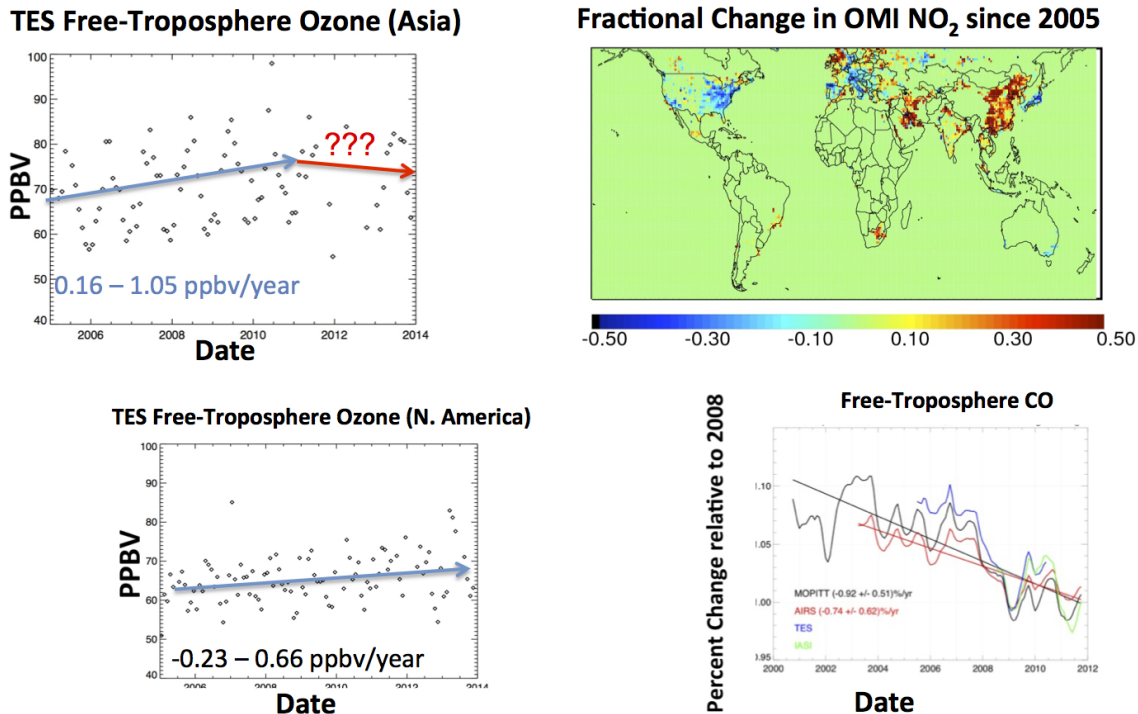 TES Free-Troposphere Ozone (Asia)
100
90
80
70
60
50
40
PPBV
???
0.16 – 1.05 ppbv/year
2006
2008
2010
2012
2014
Date
Fractional Change in OMI NO2 since 2005
-0.50
-0.30
-0.10
0.10
0.30
0.50
TES Free-Troposphere Ozone (N. America)
100
90
80
70
60
50
40
PPBV
-0.23 – 0.66 ppbv/year
2006
2008
2010
2012
2014
Date
Free-Troposphere CO
Percent Change relative to 2008
1.10
1.05
1.00
0.95
MOPITT (-0.92 +/- 0.51)%/yr
AIRS (-0.74 +/- 0.62)%/yr
TES
IASI
2000
2002
2004
2006
2008
2010
2012
Date